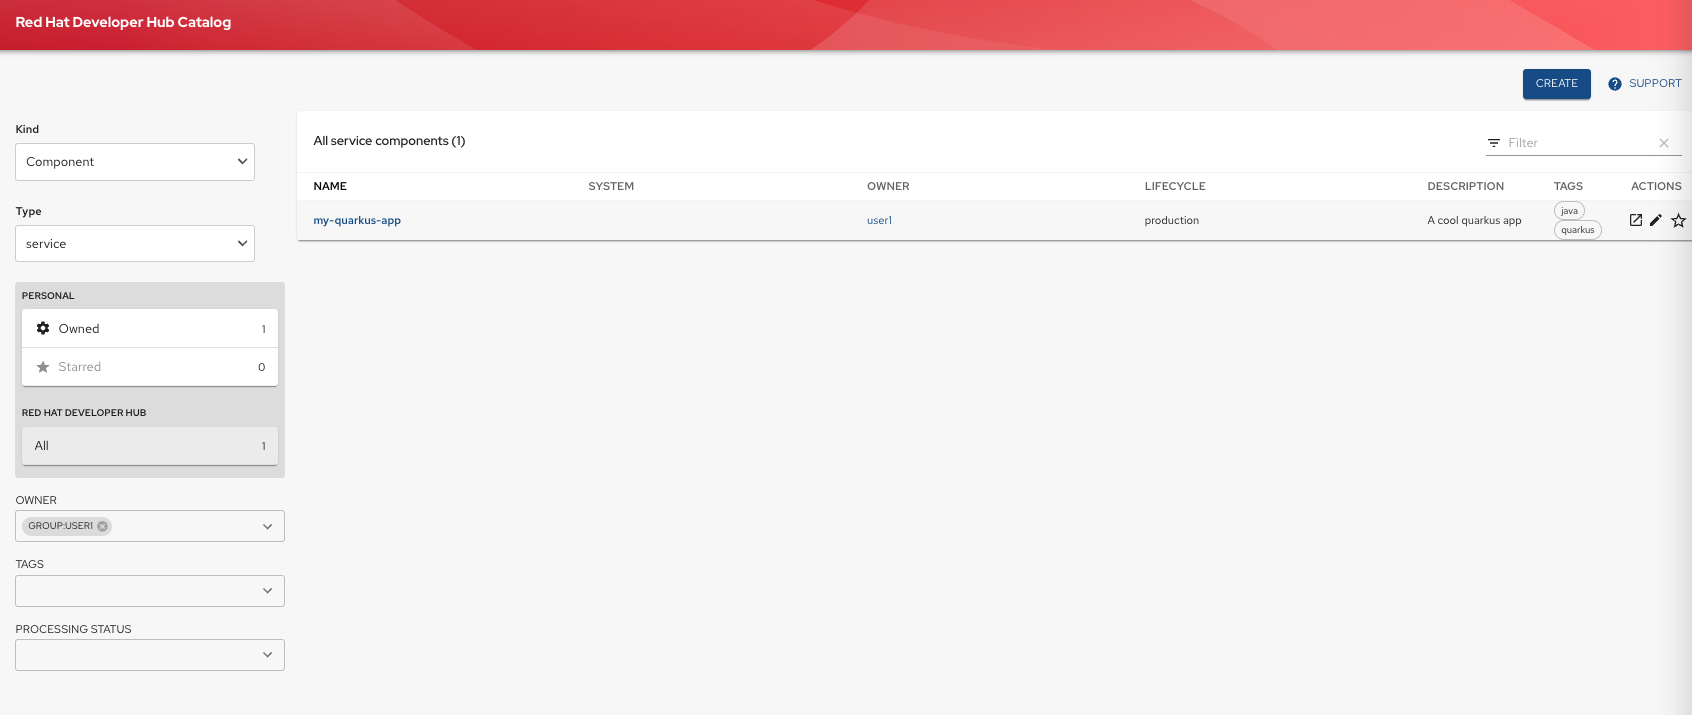 Red Hat Developer Hub Catalog
CREATE
SUPPORT
Kind
Component
Type
service
PERSONAL
Owned 1
Starred 0
RED HAT DEVELOPER HUB
All 1
OWNER
GROUP:USER1
TAGS
PROCESSING STATUS
All service components (1)
Filter
NAME SYSTEM OWNER LIFECYCLE DESCRIPTION TAGS ACTIONS
my-quarkus-app user1 production A cool quarkus app java
quarkus